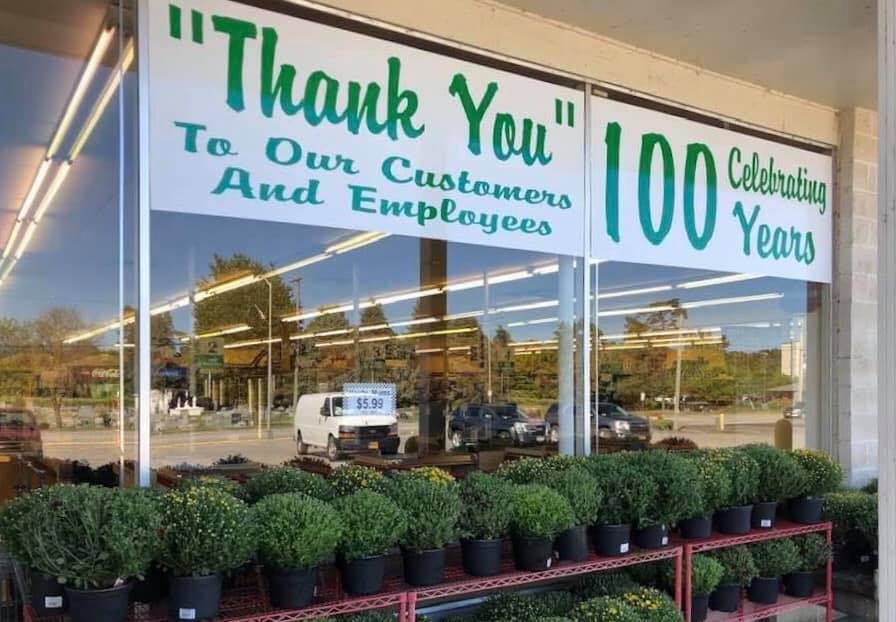 "Thank You"
To Our Customers
And Employees
100 Celebrating
Years
$5.99